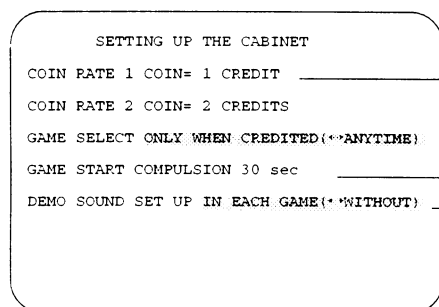 SETTING UP THE CABINET
COIN RATE 1 COIN= 1 CREDIT
COIN RATE 2 COIN= 2 CREDITS
GAME SELECT ONLY WHEN CREDITED(↔ANYTIME)
GAME START COMPULSION 30 sec
DEMO SOUND SET UP IN EACH GAME(↔WITHOUT)